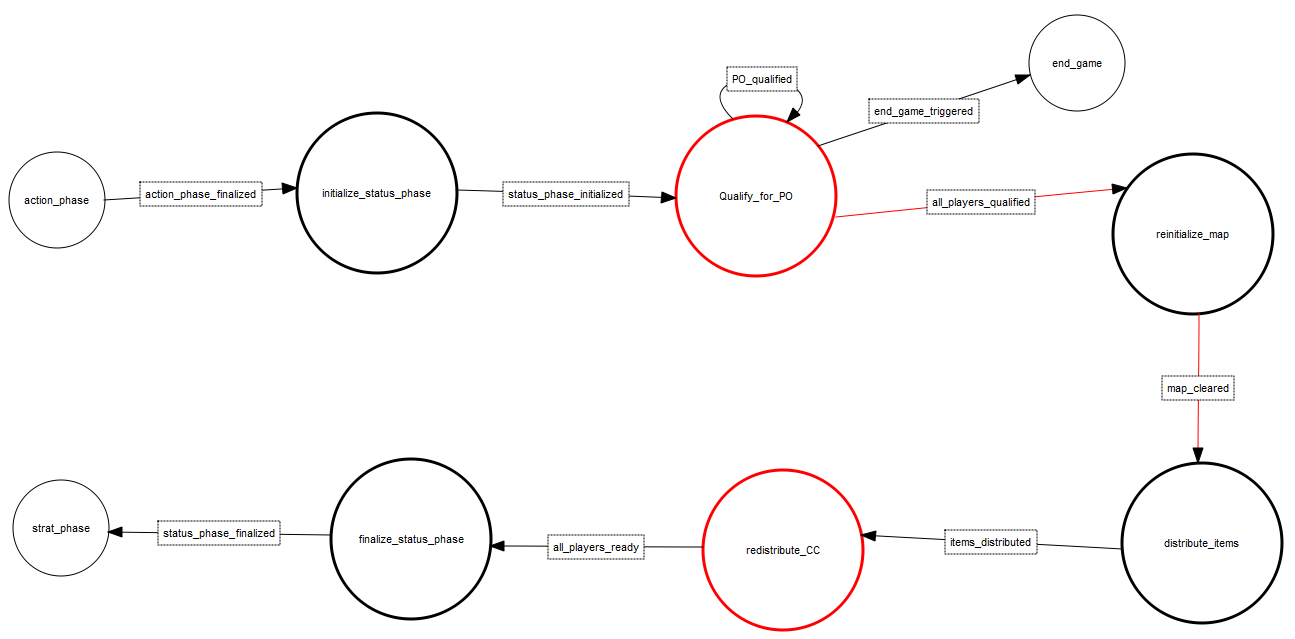 end_game
PO_qualified
end_game_triggered
action_phase
action_phase_finalized
initialize_status_phase
status_phase_initialized
Qualify_for_PO
all_players_qualified
reinitialize_map
map_cleared
strat_phase
status_phase_finalized
finalize_status_phase
all_players_ready
redistribute_CC
items_distributed
distribute_items